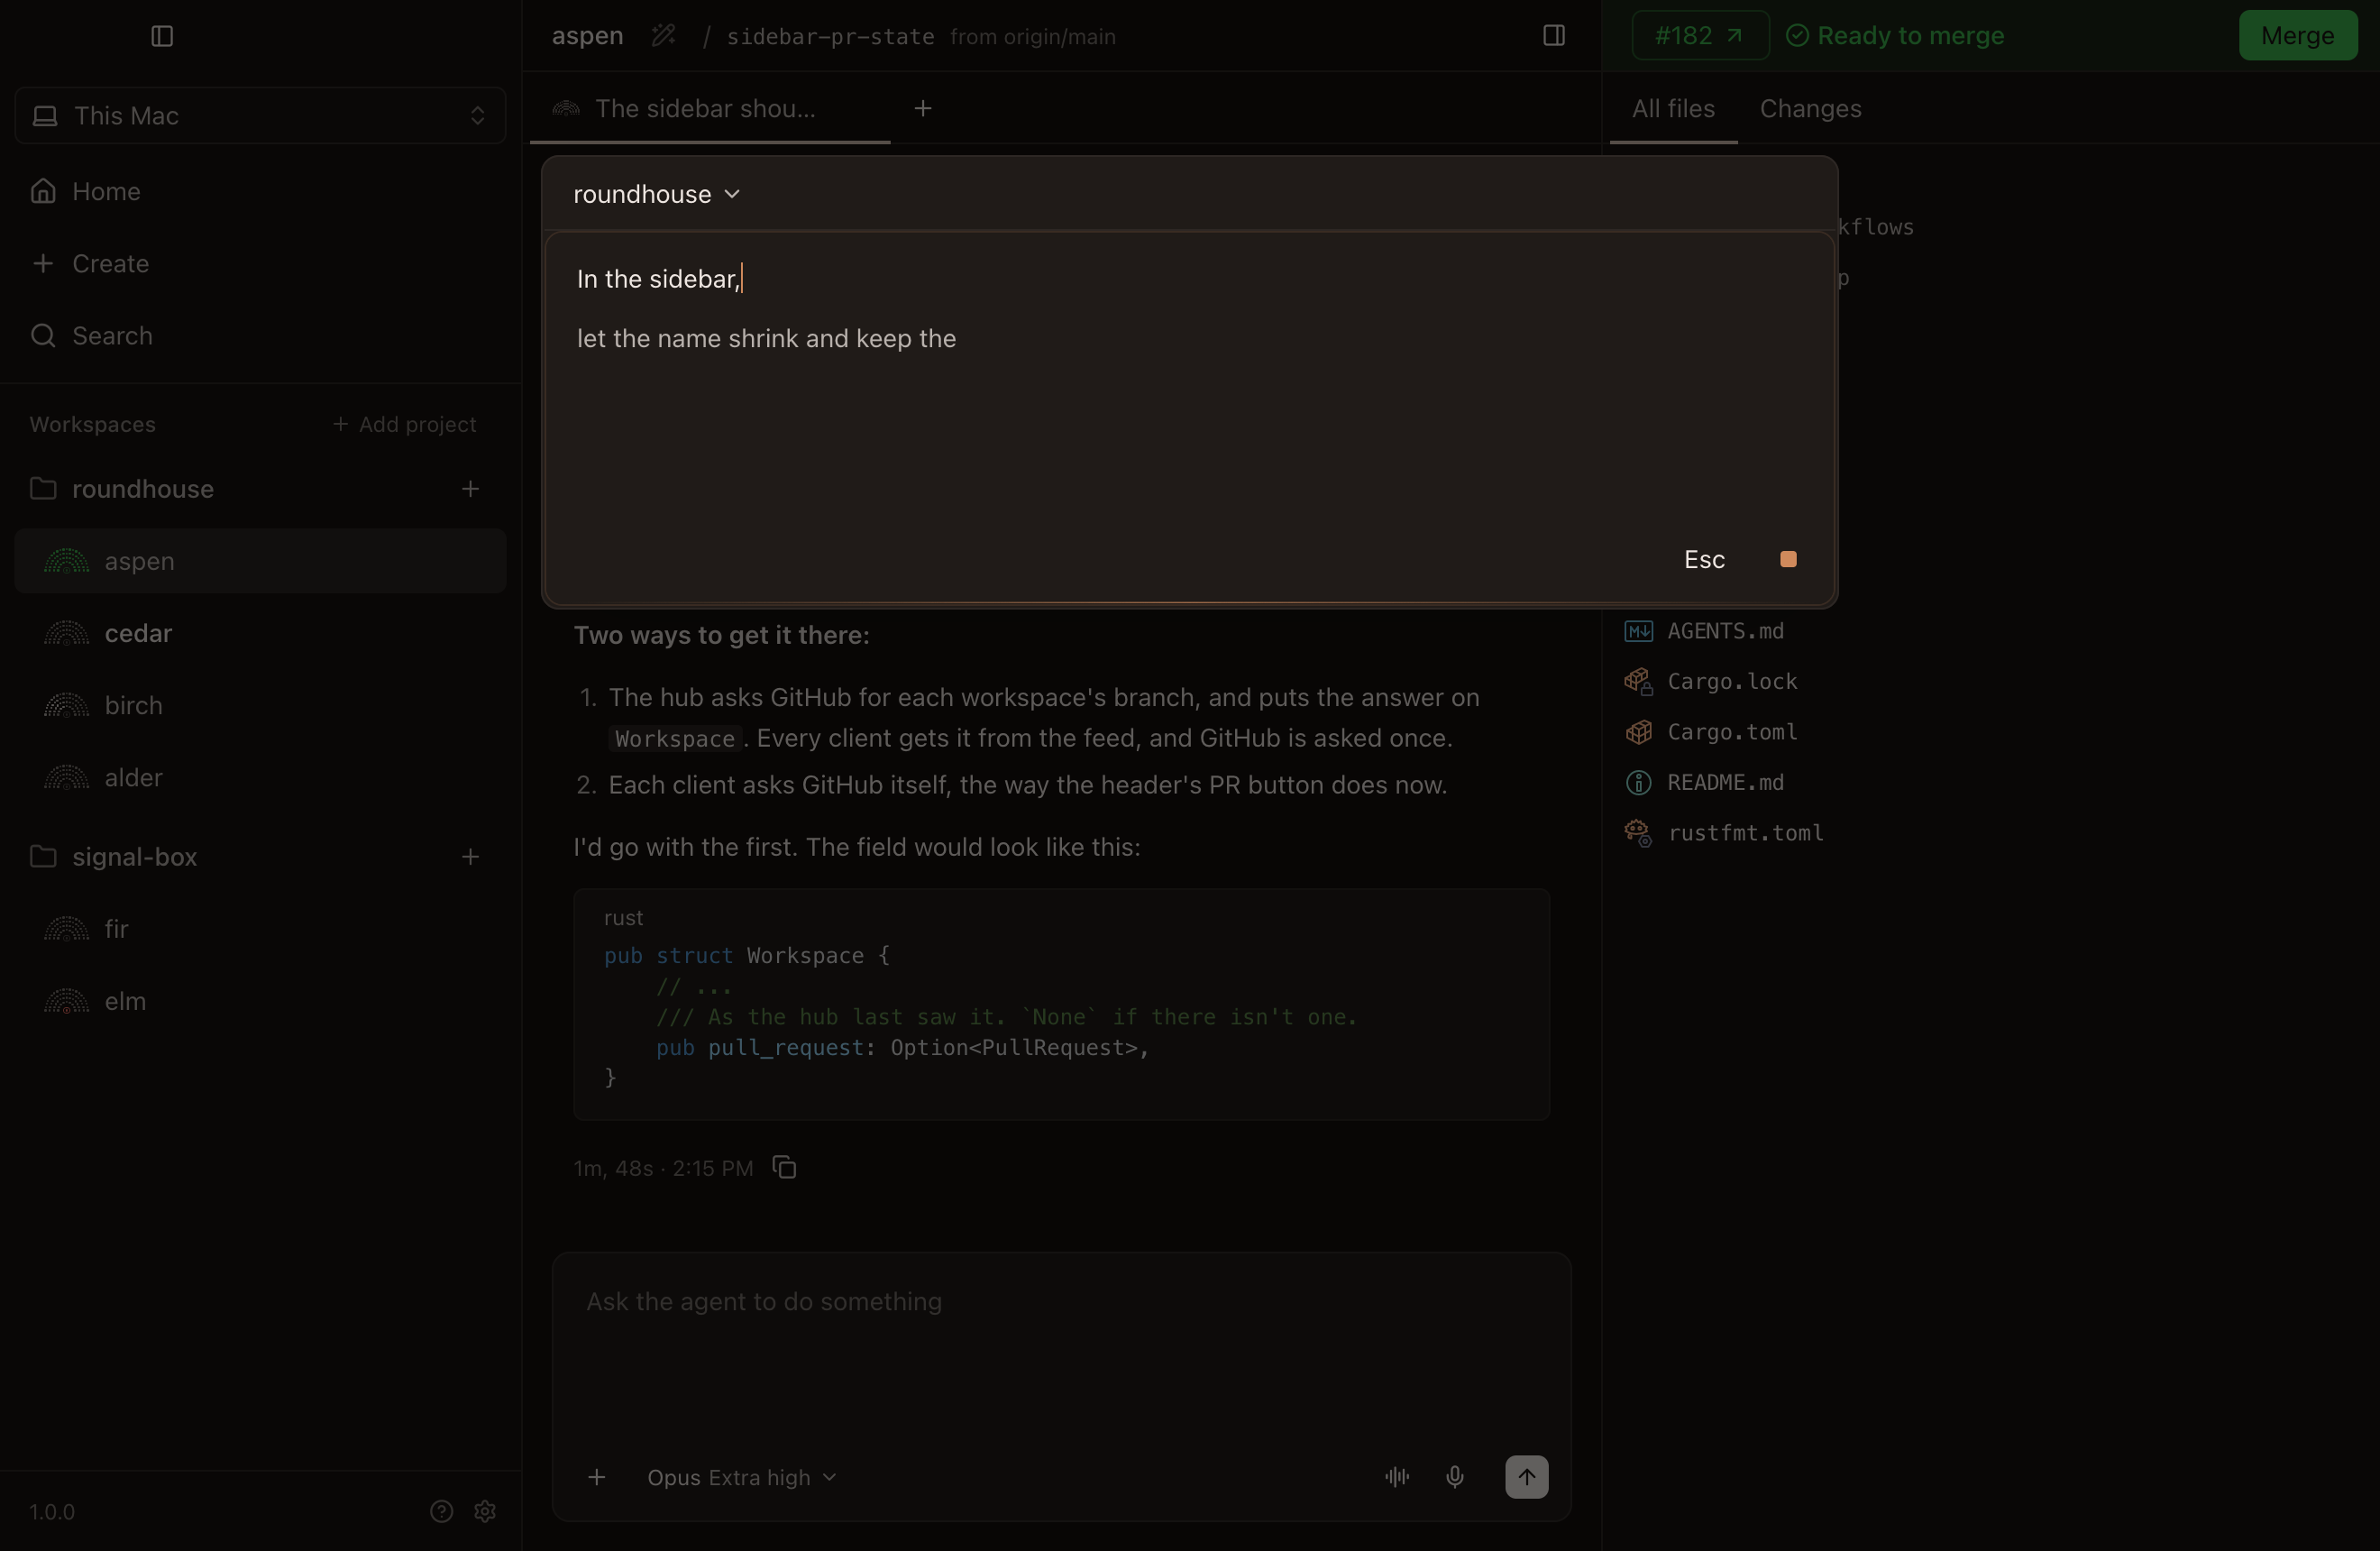 This Mac
Home
Create
Search
Workspaces
Add project
roundhouse
aspen
cedar
birch
alder
signal-box
fir
elm
1.0.0
aspen / sidebar-pr-state from origin/main
The sidebar shou...
roundhouse
In the sidebar,
let the name shrink and keep the
Esc
Two ways to get it there:
1. The hub asks GitHub for each workspace's branch, and puts the answer on
Workspace. Every client gets it from the feed, and GitHub is asked once.
2. Each client asks GitHub itself, the way the header's PR button does now.
I'd go with the first. The field would look like this:
rust
pub struct Workspace {
// ...
/// As the hub last saw it. `None` if there isn't one.
pub pull_request: Option<PullRequest>,
}
1m, 48s · 2:15 PM
Ask the agent to do something
Opus Extra high
#182 Ready to merge
Merge
All files Changes
kflows
p
AGENTS.md
Cargo.lock
Cargo.toml
README.md
rustfmt.toml